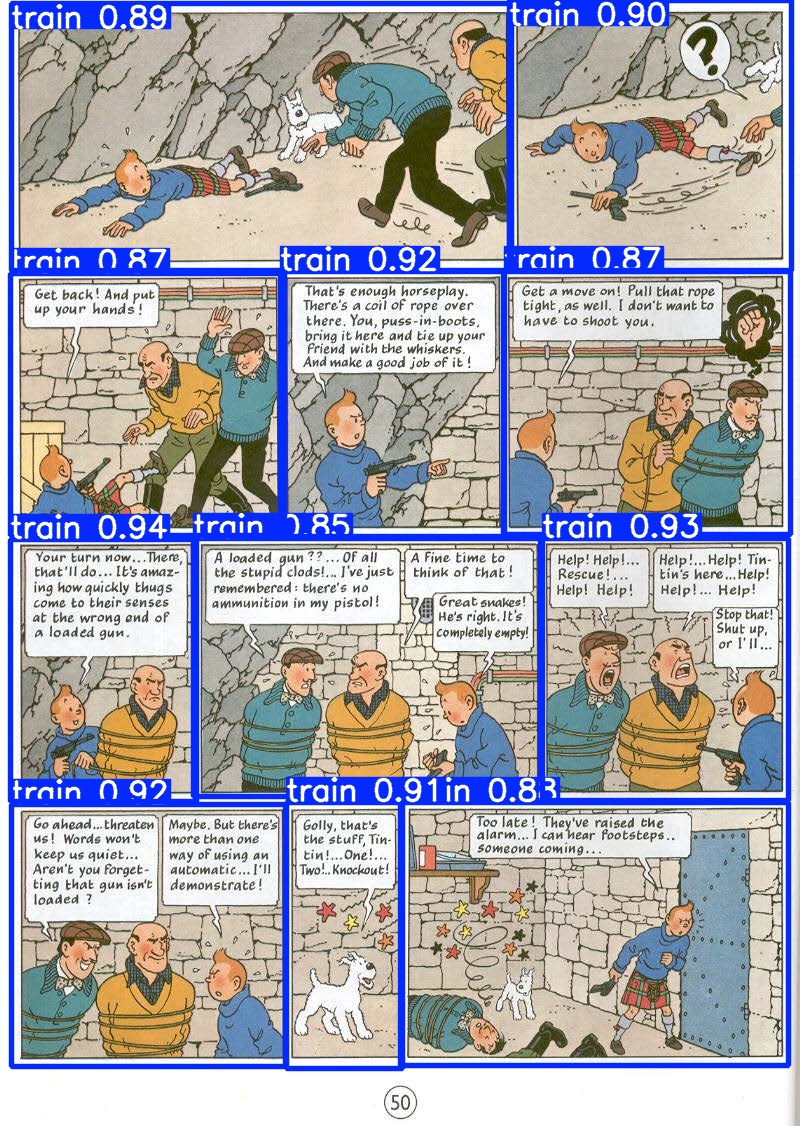 train 0.89
train 0.90
?
train 0.87
train 0.92
train 0.87
Get back! And put
up your hands!
That's enough horseplay.
There's a coil of rope over
there. You, puss-in-boots,
bring it here and tie up your
friend with the whiskers.
And make a good job of it!
Get a move on! Pull that rope
tight, as well. I don't want to
have to shoot you.
train 0.94
train 0.85
train 0.93
Your turn now...There,
that'll do... It's amaz-
ing how quickly thugs
come to their senses
at the wrong end of
a loaded gun.
A loaded gun??...Of all
the stupid clods!... I've just
remembered: there's no
ammunition in my pistol!
A fine time to
think of that!
Great snakes!
He's right. It's
completely empty!
Help! Help!...
Rescue!...
Help! Help!
Help!...Help! Tin-
tin's here...Help!
Help!... Help!
Stop that!
Shut up,
or I'll...
train 0.92
train 0.91
in 0.88
Go ahead...threaten
us! Words won't
keep us quiet...
Aren't you forget-
ting that gun isn't
loaded?
Maybe. But there's
more than one
way of using an
automatic...I'll
demonstrate!
Golly, that's
the stuff, Tin-
tin!...One!...
Two!..Knockout!
Too late! They've raised the
alarm... I can hear footsteps..
someone coming...
50